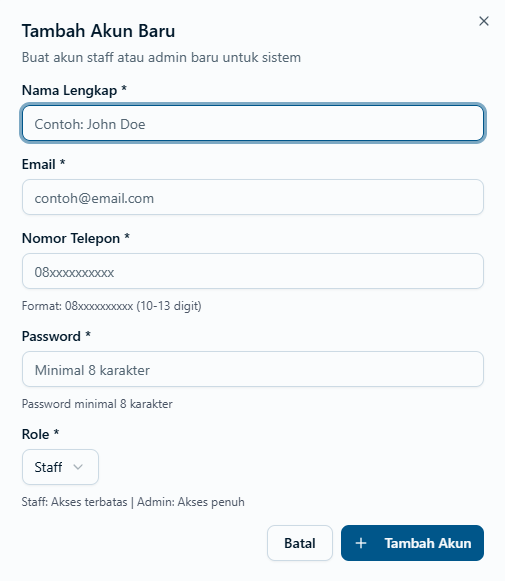 Tambah Akun Baru
Buat akun staff atau admin baru untuk sistem
Nama Lengkap *
Contoh: John Doe
Email *
contoh@email.com
Nomor Telepon *
08xxxxxxxxxx
Format: 08xxxxxxxxxx (10-13 digit)
Password *
Minimal 8 karakter
Password minimal 8 karakter
Role *
Staff
Staff: Akses terbatas | Admin: Akses penuh
Batal
+ Tambah Akun